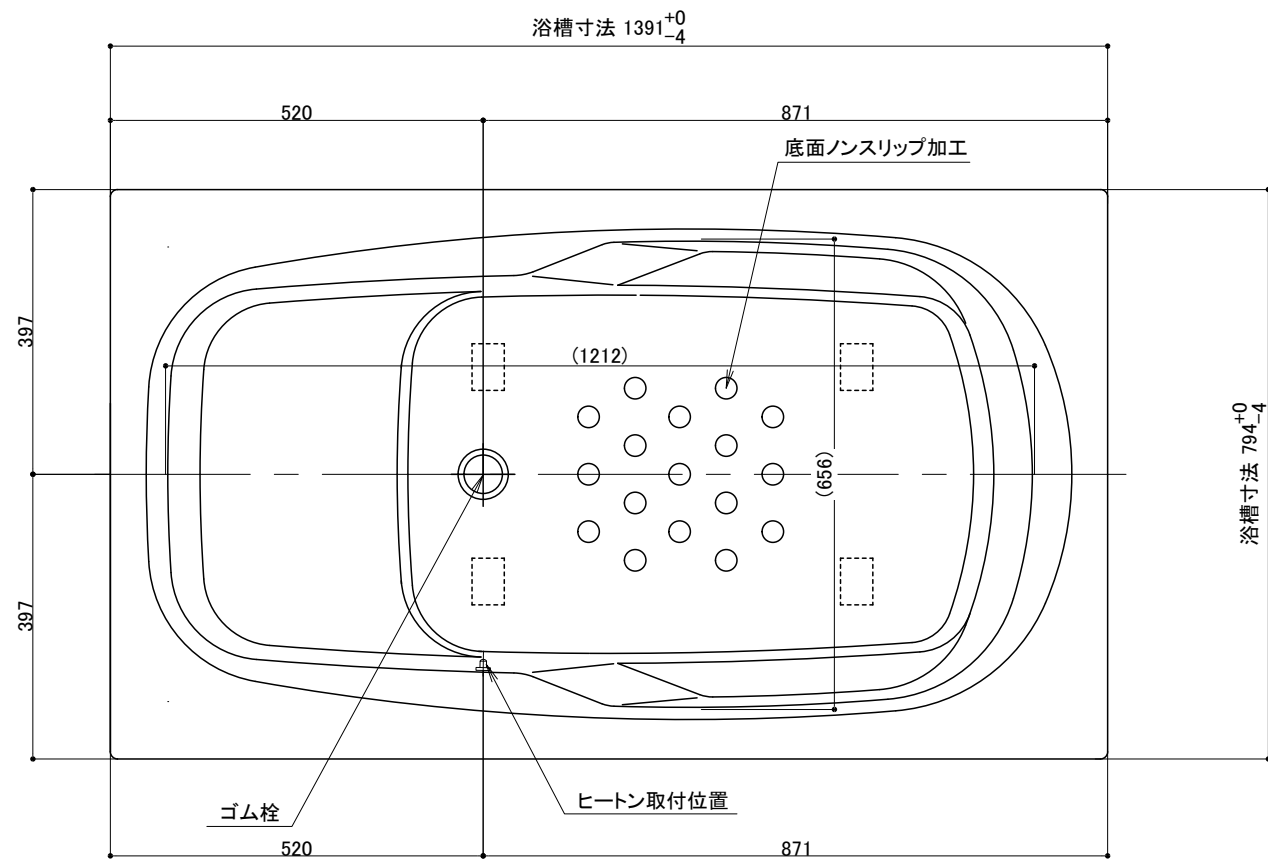 浴槽寸法 1391 +0 -4
520
871
底面ノンスリップ加工
397
(1212)
(656)
浴槽寸法 794 +0 -4
397
ゴム栓
ヒートン取付位置
520
871